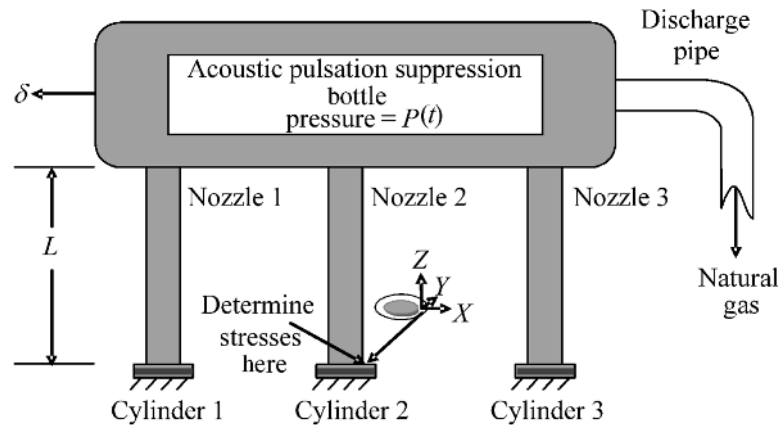 Discharge
pipe
Acoustic pulsation suppression
bottle
pressure = P(t)
δ
Nozzle 1
Nozzle 2
Nozzle 3
L
Z
Y
X
Determine
stresses
here
Natural
gas
Cylinder 1
Cylinder 2
Cylinder 3